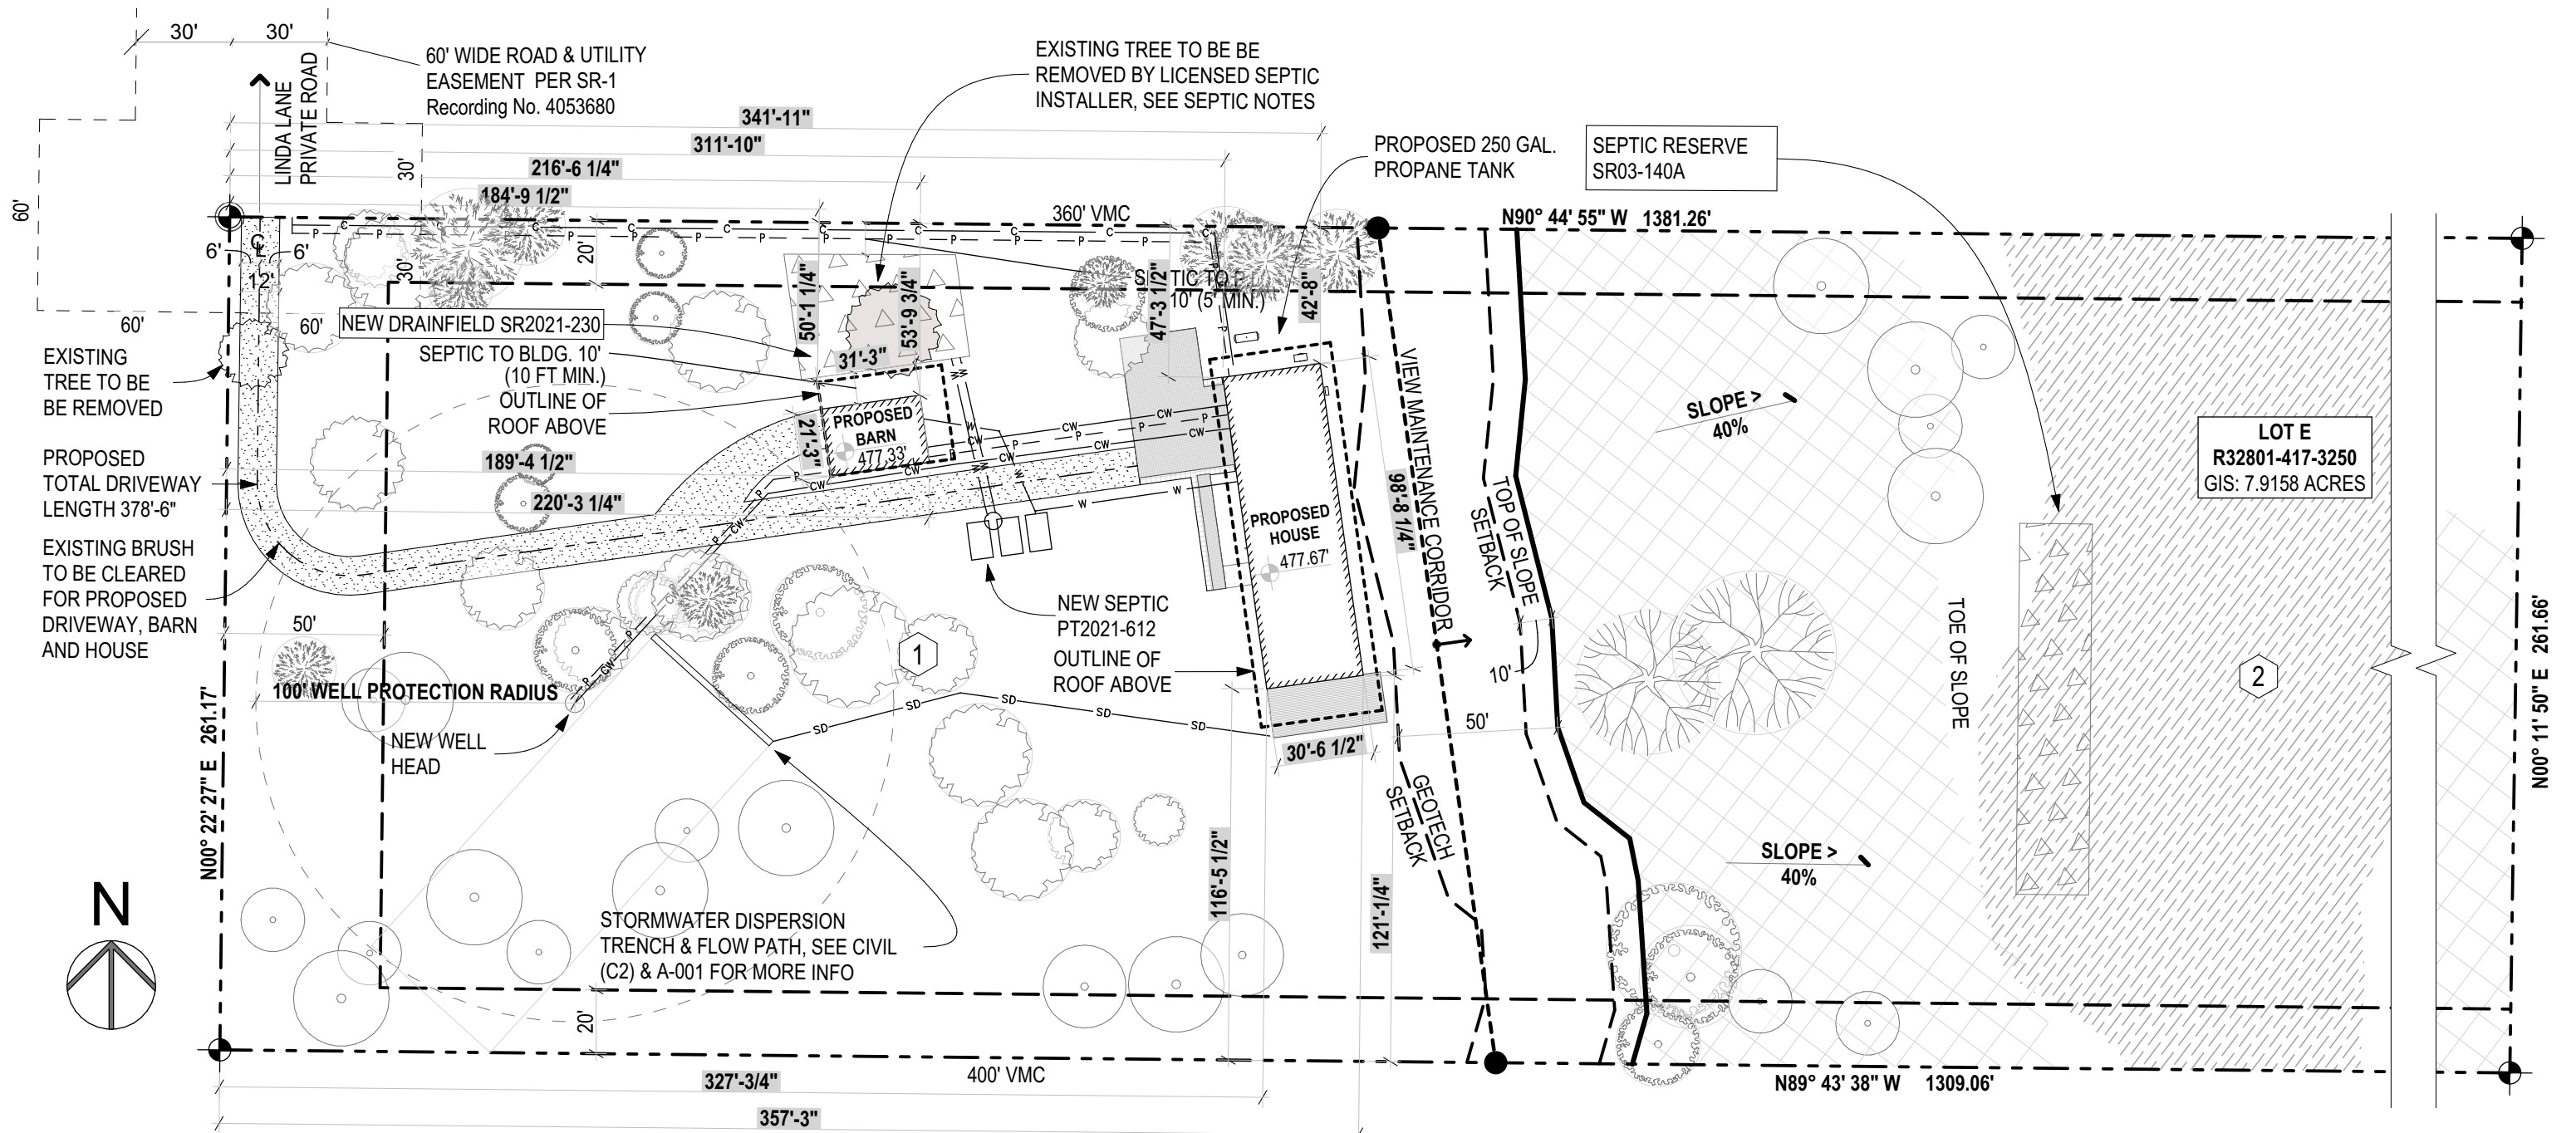 30'
30'
60' WIDE ROAD & UTILITY
EASEMENT PER SR-1
Recording No. 4053680
LINDA LANE
PRIVATE ROAD
30'
60'
341'-11"
311'-10"
216'-6 1/4"
184'-9 1/2"
EXISTING TREE TO BE BE
REMOVED BY LICENSED SEPTIC
INSTALLER, SEE SEPTIC NOTES
PROPOSED 250 GAL.
PROPANE TANK
SEPTIC RESERVE
SR03-140A
360' VMC
N90° 44' 55" W 1381.26'
6'
6'
12'
30'
20'
60'
60'
NEW DRAINFIELD SR2021-230
SEPTIC TO BLDG. 10'
(10 FT MIN.)
OUTLINE OF
ROOF ABOVE
50'-1 1/4"
53'-9 3/4"
31'-3"
21'-3"
47'-3 1/2"
42'-8"
10' (5' MIN.)
PROPOSED
BARN
477.33'
EXISTING
TREE TO BE
BE REMOVED
PROPOSED
TOTAL DRIVEWAY
LENGTH 378'-6"
EXISTING BRUSH
TO BE CLEARED
FOR PROPOSED
DRIVEWAY, BARN
AND HOUSE
189'-4 1/2"
220'-3 1/4"
50'
100' WELL PROTECTION RADIUS
NEW WELL
HEAD
NEW SEPTIC
PT2021-612
OUTLINE OF
ROOF ABOVE
PROPOSED
HOUSE
477.67'
98'-8 1/4"
30'-6 1/2"
VIEW MAINTENANCE CORRIDOR
TOP OF SLOPE
SETBACK
10'
50'
GEOTECH
SETBACK
116'-5 1/2"
121'-1/4"
SLOPE >
40%
SLOPE >
40%
TOE OF SLOPE
LOT E
R32801-417-3250
GIS: 7.9158 ACRES
1
2
N00° 22' 27" E 261.17'
N00° 11' 50" E 261.66'
STORMWATER DISPERSION
TRENCH & FLOW PATH, SEE CIVIL
(C2) & A-001 FOR MORE INFO
N
20'
327'-3/4"
400' VMC
357'-3"
N89° 43' 38" W 1309.06'